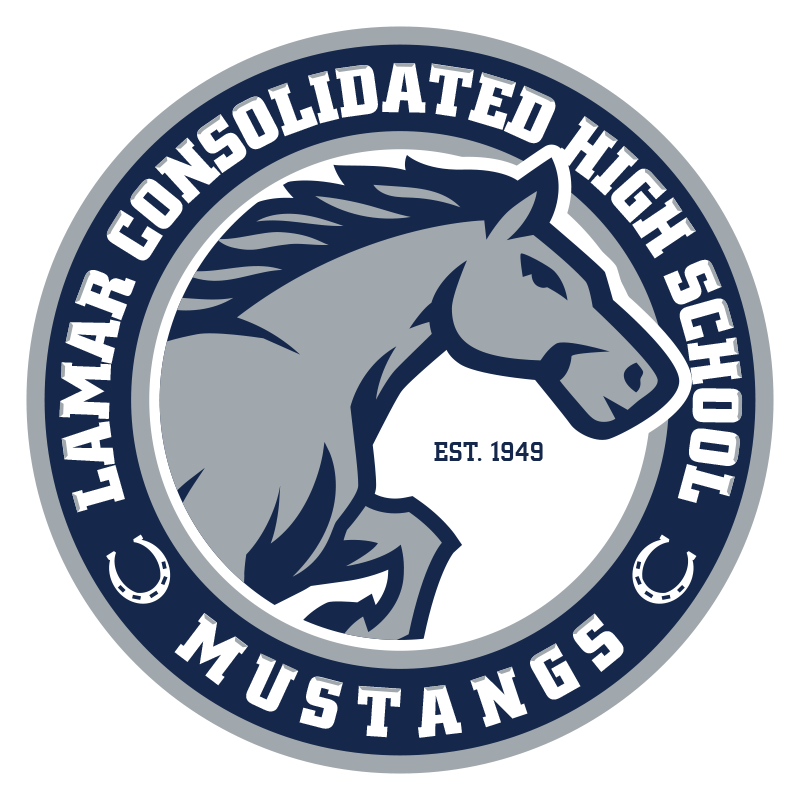 LAMAR CONSOLIDATED HIGH SCHOOL
EST. 1949
MUSTANGS